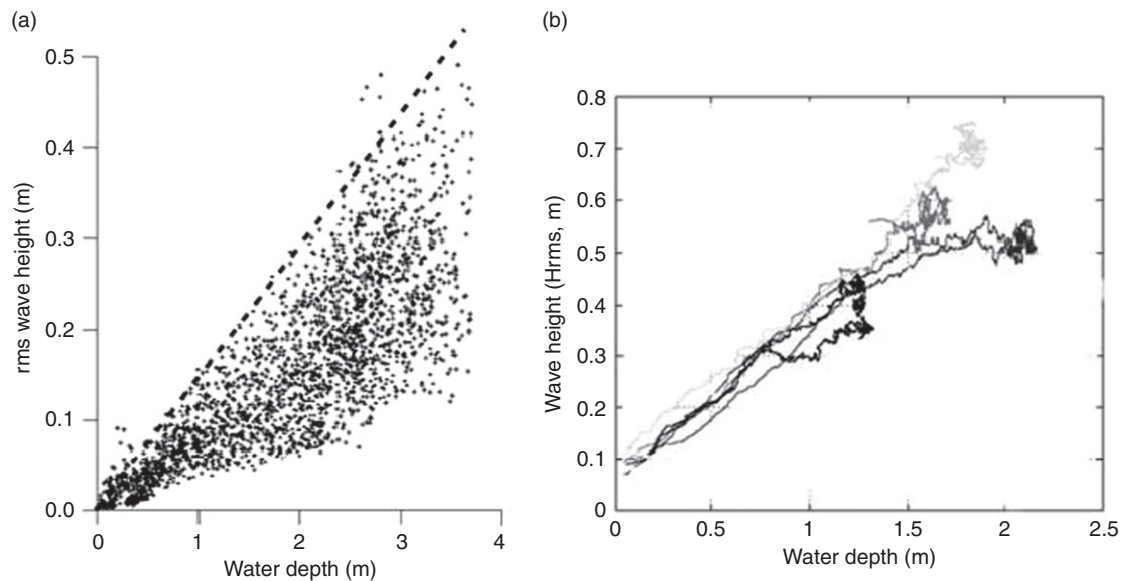 (a)
0.5
0.4
0.3
0.2
0.1
0.0
rms wave height (m)
0 1 2 3 4
Water depth (m)
(b)
0.8
0.7
0.6
0.5
0.4
0.3
0.2
0.1
0
Wave height (Hrms, m)
0 0.5 1 1.5 2 2.5
Water depth (m)